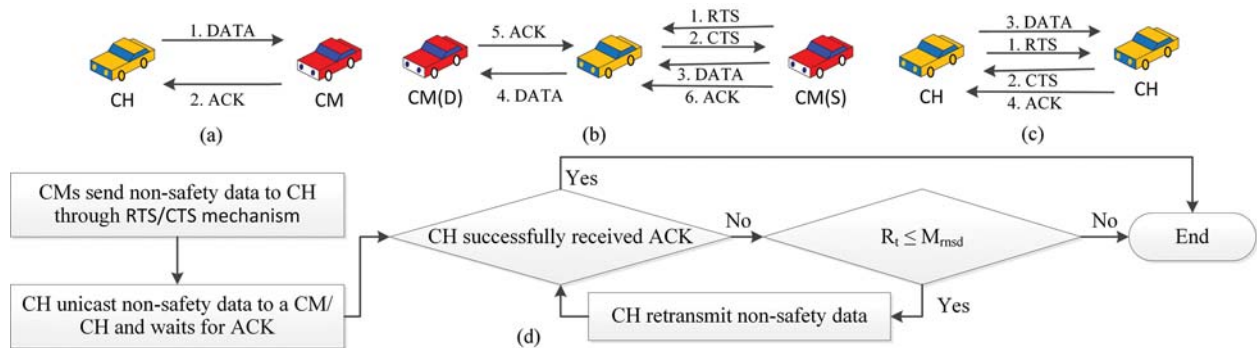 1. DATA
2. ACK
CH
CM
(a)
5. ACK
4. DATA
1. RTS
2. CTS
3. DATA
6. ACK
CM(D)
CM(S)
(b)
3. DATA
1. RTS
2. CTS
4. ACK
CH
CH
(c)
CMs send non-safety data to CH
through RTS/CTS mechanism
CH unicast non-safety data to a CM/
CH and waits for ACK
CH successfully received ACK
Yes
No
Rt ≤ Mrnsd
No
Yes
End
CH retransmit non-safety data
(d)